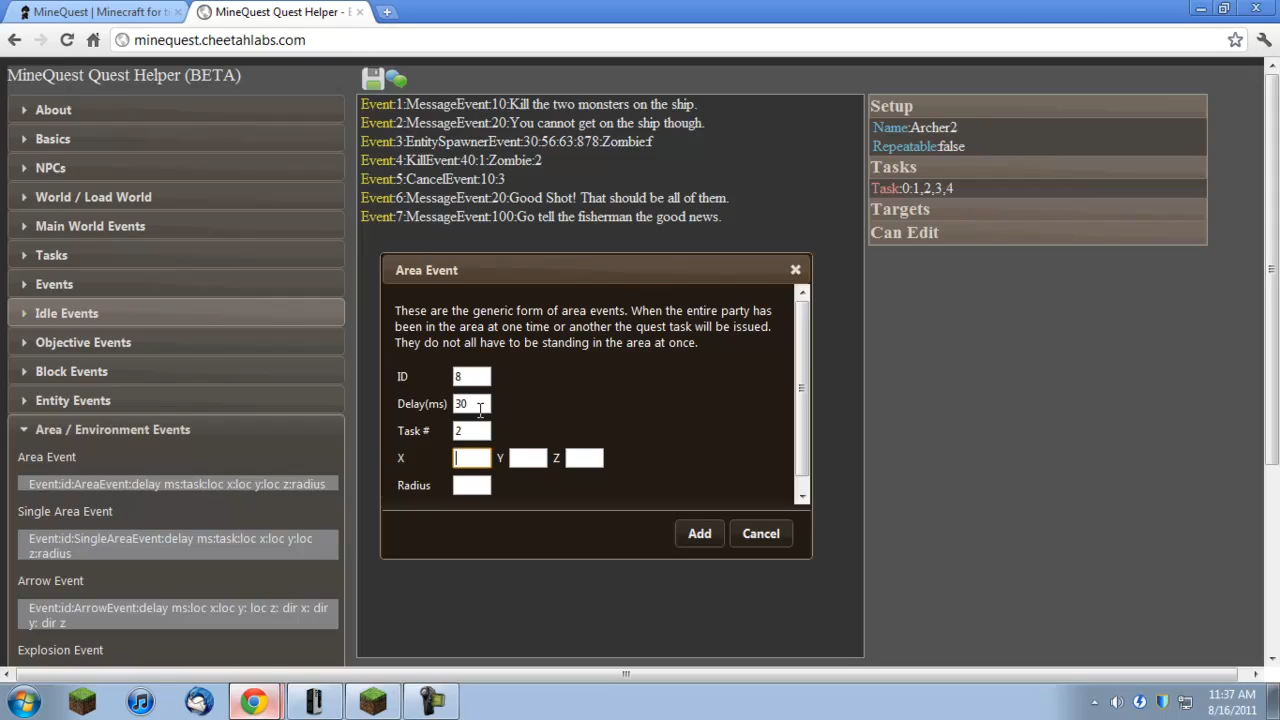 MineQuest | Minecraft for t
MineQuest Quest Helper - E
minequest.cheetahlabs.com
MineQuest Quest Helper (BETA)
About
Basics
NPCs
World / Load World
Main World Events
Tasks
Events
Idle Events
Objective Events
Block Events
Entity Events
Area / Environment Events
Area Event
Event:id:AreaEvent:delay ms:task:loc x:loc y:loc z:radius
Single Area Event
Event:id:SingleAreaEvent:delay ms:task:loc x:loc y:loc
z:radius
Arrow Event
Event:id:ArrowEvent:delay ms:loc x:loc y: loc z: dir x: dir
y: dir z
Explosion Event
Event:1:MessageEvent:10:Kill the two monsters on the ship.
Event:2:MessageEvent:20:You cannot get on the ship though.
Event:3:EntitySpawnerEvent:30:56:63:878:Zombie:f
Event:4:KillEvent:40:1:Zombie:2
Event:5:CancelEvent:10:3
Event:6:MessageEvent:20:Good Shot! That should be all of them.
Event:7:MessageEvent:100:Go tell the fisherman the good news.
Area Event
These are the generic form of area events. When the entire party has
been in the area at one time or another the quest task will be issued.
They do not all have to be standing in the area at once.
ID 8
Delay(ms) 30
Task # 2
X Y Z
Radius
Add Cancel
Setup
Name:Archer2
Repeatable:false
Tasks
Task:0:1,2,3,4
Targets
Can Edit
11:37 AM
8/16/2011